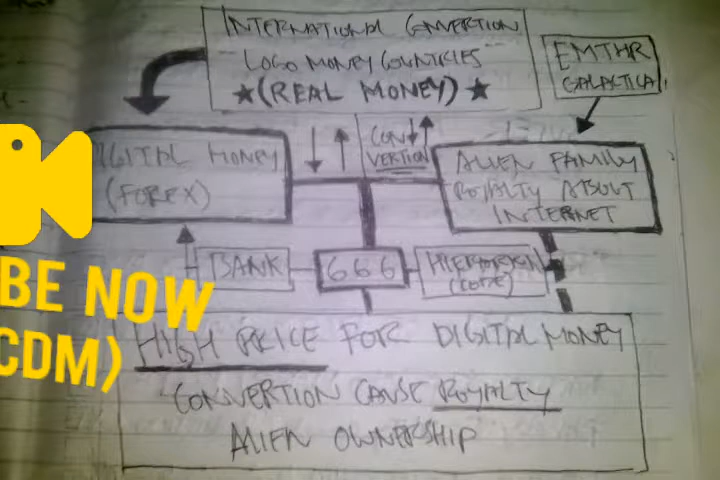 INTERNATIONAL CONVERTION
LOGO MONEY COUNTRIES
★(REAL MONEY)★
EMTHR
GALACTICA
DIGITAL MONEY
(FOREX)
CON
VERTION
ALIEN FAMILY
ROYALTY ABOUT
INTERNET
BANK
666
(CODE)
BE NOW
CDM)
HIGH PRICE FOR DIGITAL MONEY
CONVERTION CAUSE ROYALTY
ALIEN OWNERSHIP